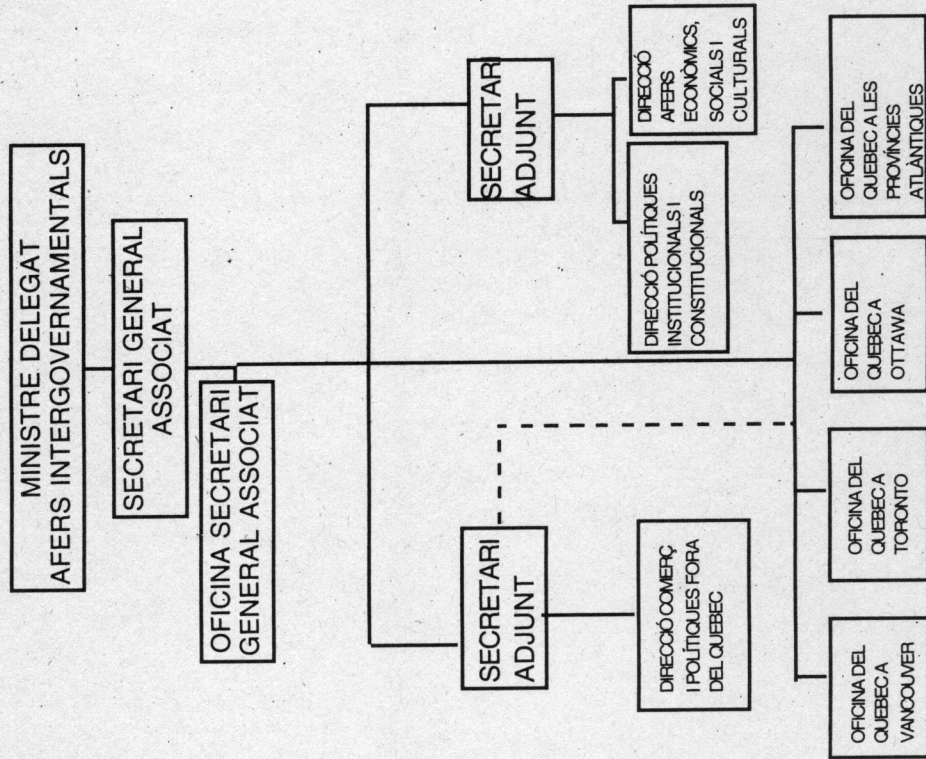 MINISTRE DELEGAT
AFERS INTERGOVERNAMENTALS
SECRETARI GENERAL
ASSOCIAT
OFICINA SECRETARI
GENERAL ASSOCIAT
SECRETARI
ADJUNT
SECRETARI
ADJUNT
DIRECCIÓ COMERÇ
I POLÍTIQUES FORA
DEL QUEBEC
DIRECCIÓ POLÍTIQUES
INSTITUCIONALS I
CONSTITUCIONALS
DIRECCIÓ
AFERS
ECONÒMICS,
SOCIALS I
CULTURALS
OFICINA DEL
QUEBEC A
VANCOUVER
OFICINA DEL
QUEBEC A
TORONTO
OFICINA DEL
QUEBEC A
OTTAWA
OFICINA DEL
QUEBEC A LES
PROVÍNCIES
ATLÀNTIQUES